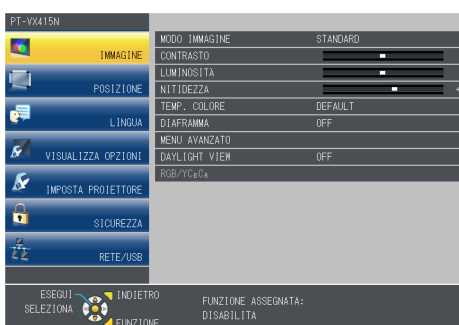 PT-VX415N
IMMAGINE
POSIZIONE
LINGUA
VISUALIZZA OPZIONI
IMPOSTA PROIETTORE
SICUREZZA
RETE/USB
MODO IMMAGINE STANDARD
CONTRASTO
LUMINOSITÀ
NITIDEZZA +
TEMP. COLORE DEFAULT
DIAFRAMMA OFF
MENU AVANZATO
DAYLIGHT VIEW OFF
RGB/YCBCR
ESEGUI INDIETRO
SELEZIONA
FUNZIONE
FUNZIONE ASSEGNATA:
DISABILITA